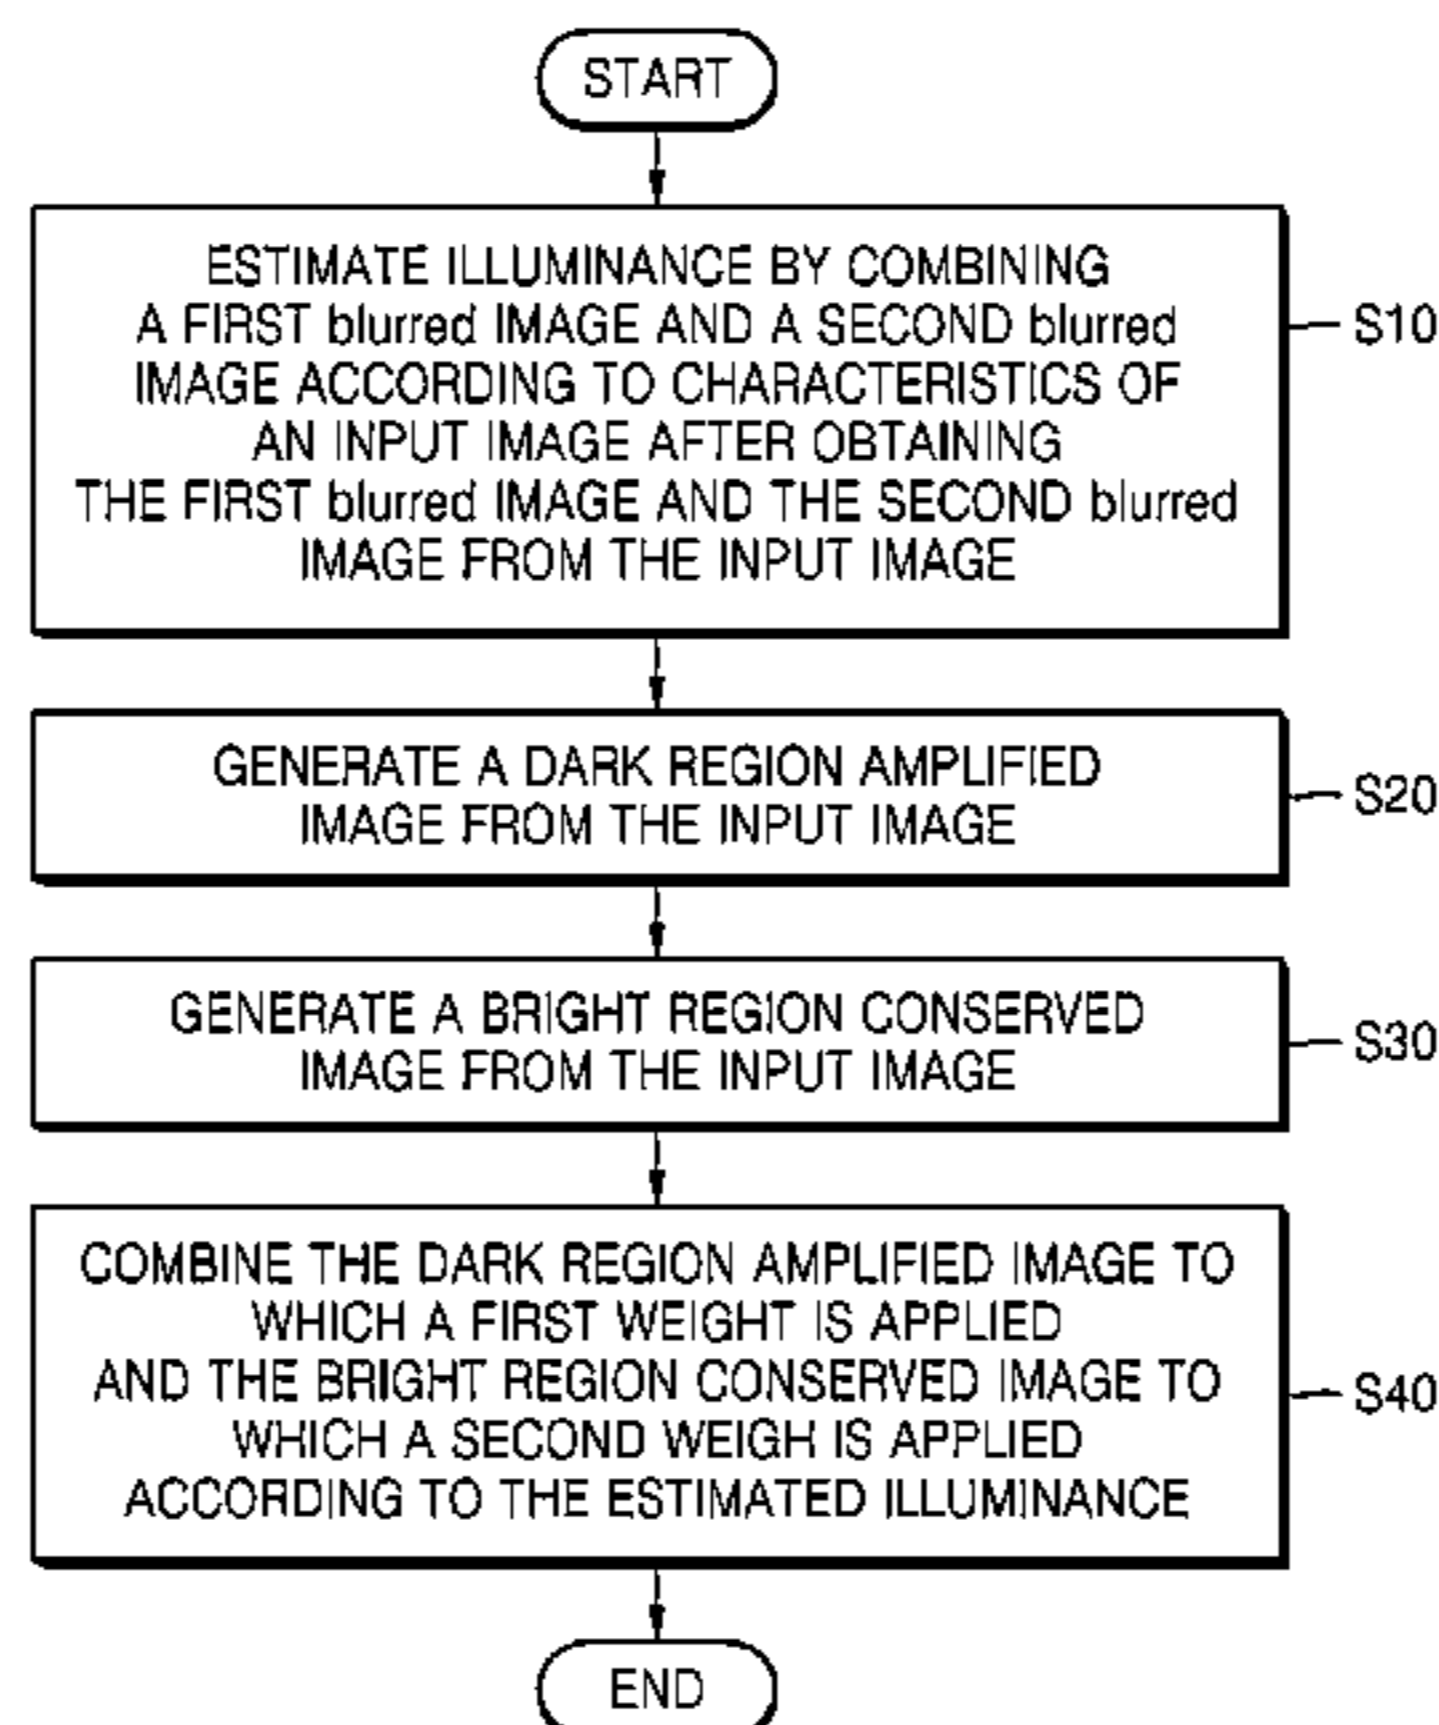 START
ESTIMATE ILLUMINANCE BY COMBINING
A FIRST blurred IMAGE AND A SECOND blurred
IMAGE ACCORDING TO CHARACTERISTICS OF
AN INPUT IMAGE AFTER OBTAINING
THE FIRST blurred IMAGE AND THE SECOND blurred
IMAGE FROM THE INPUT IMAGE
S10
GENERATE A DARK REGION AMPLIFIED
IMAGE FROM THE INPUT IMAGE
S20
GENERATE A BRIGHT REGION CONSERVED
IMAGE FROM THE INPUT IMAGE
S30
COMBINE THE DARK REGION AMPLIFIED IMAGE TO
WHICH A FIRST WEIGHT IS APPLIED
AND THE BRIGHT REGION CONSERVED IMAGE TO
WHICH A SECOND WEIGH IS APPLIED
ACCORDING TO THE ESTIMATED ILLUMINANCE
S40
END